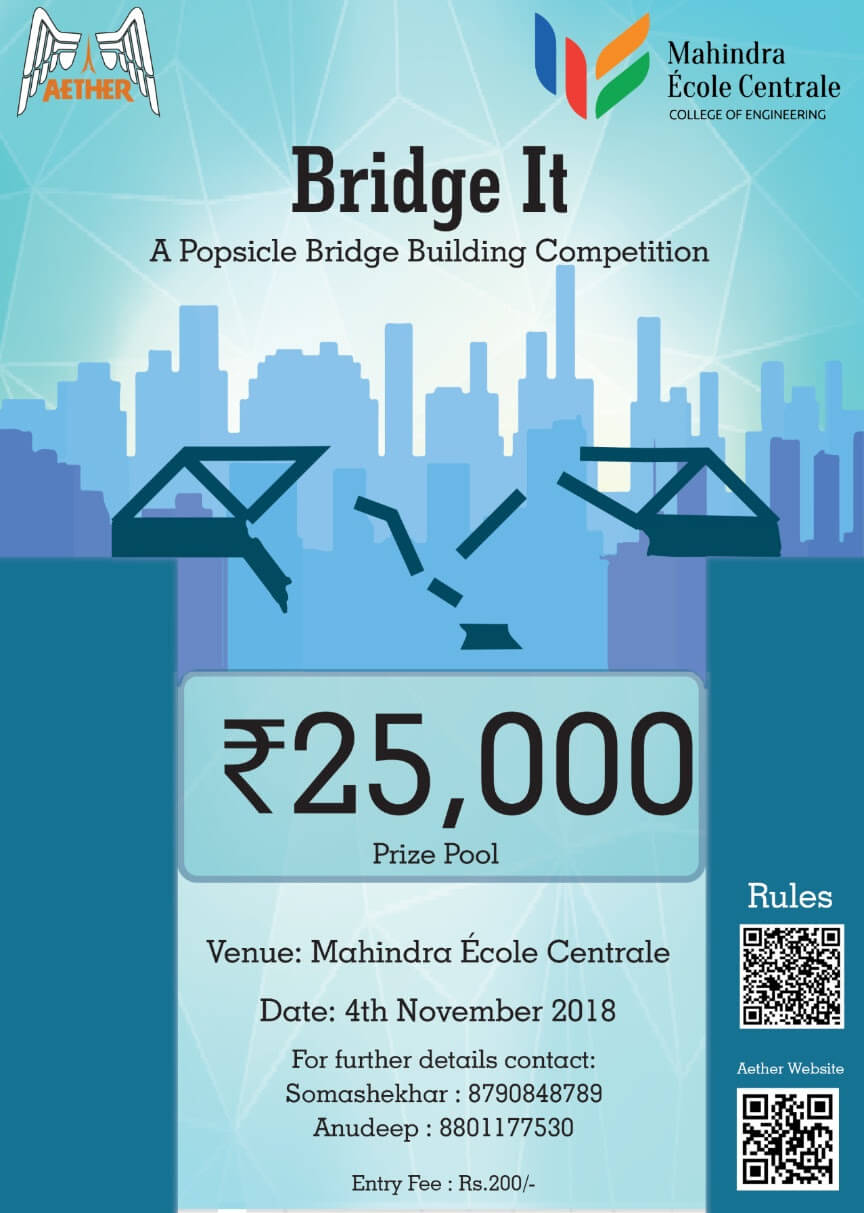 AETHER
Mahindra
École Centrale
COLLEGE OF ENGINEERING
Bridge It
A Popsicle Bridge Building Competition
₹25,000
Prize Pool
Venue: Mahindra École Centrale
Date: 4th November 2018
For further details contact:
Somashekhar : 8790848789
Anudeep : 8801177530
Entry Fee : Rs.200/-
Rules
Aether Website